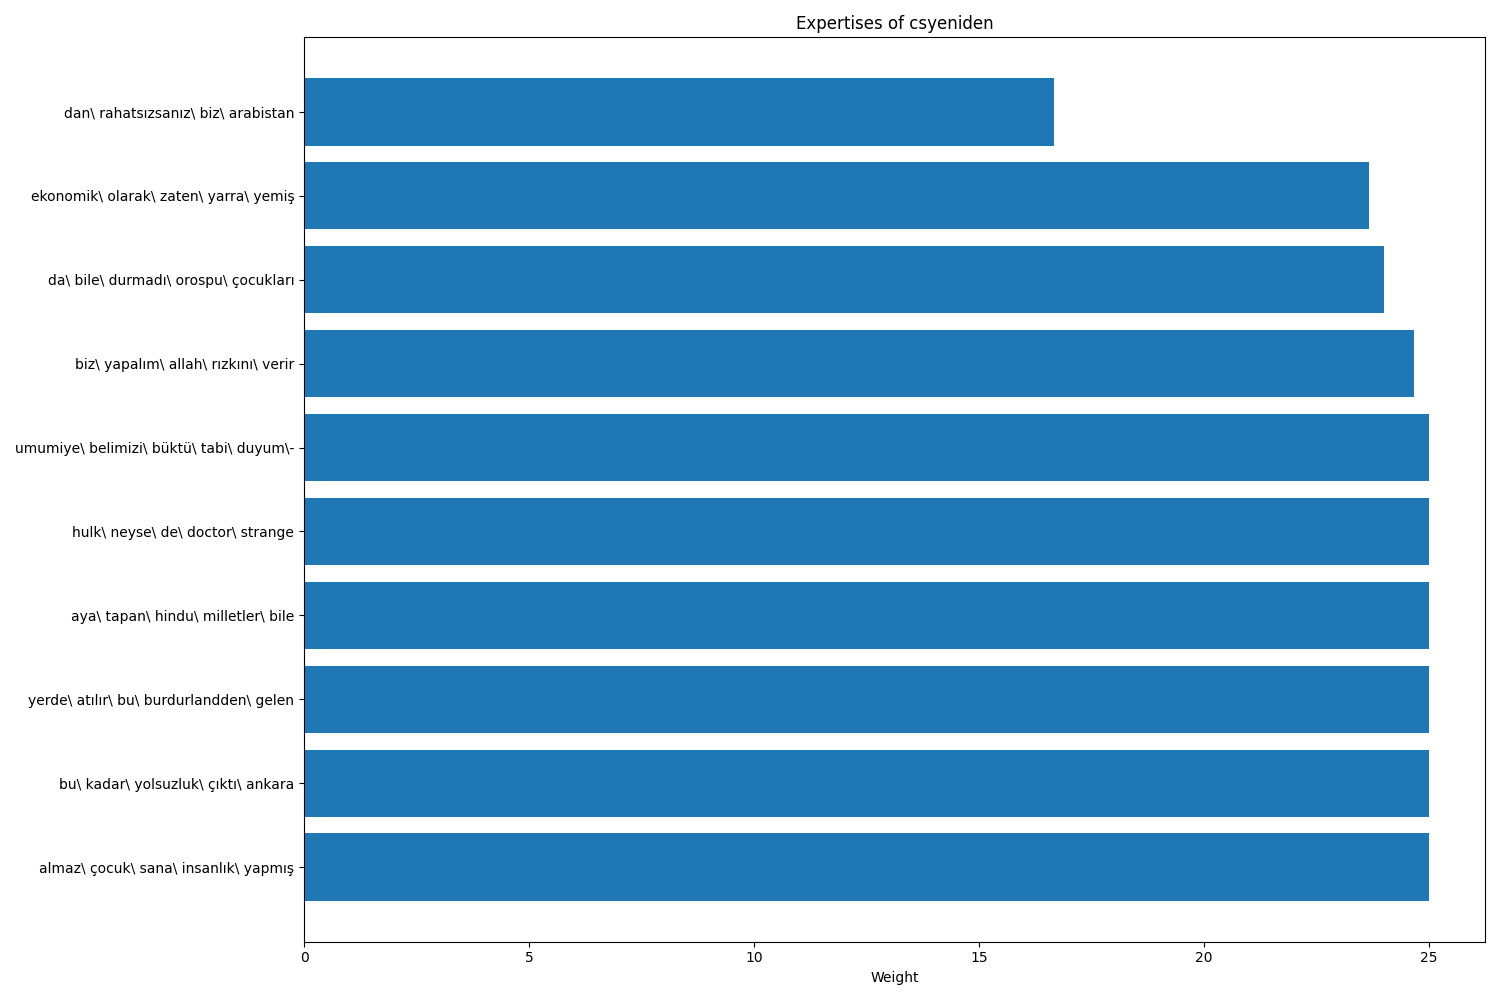 Expertises of csyeniden
dan\ rahatsızsanız\ biz\ arabistan
ekonomik\ olarak\ zaten\ yarra\ yemiş
da\ bile\ durmadı\ orospu\ çocukları
biz\ yapalım\ allah\ rızkını\ verir
umumiye\ belimizi\ büktü\ tabi\ duyum\-
hulk\ neyse\ de\ doctor\ strange
aya\ tapan\ hindu\ milletler\ bile
yerde\ atılır\ bu\ burdurlandden\ gelen
bu\ kadar\ yolsuzluk\ çıktı\ ankara
almaz\ çocuk\ sana\ insanlık\ yapmış
0 5 10 15 20 25
Weight